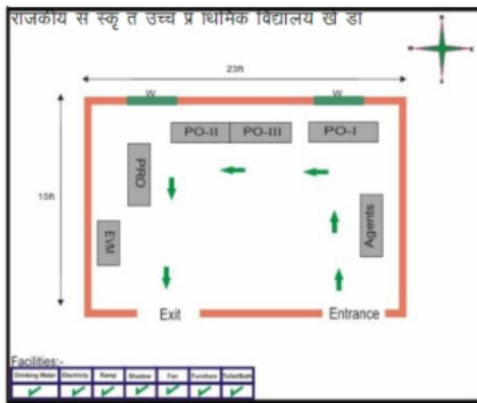 राजकीय सं स्कृ त उच्च प्र ाथमिक विद्यालय खे डा
23ft
W W
PO-II PO-III PO-I
PRO
15ft
Agents
EVM
Exit Entrance
Facilities:-
Drinking Water Electricty Ramp Shadow Fan Furniture Toilet/Bath